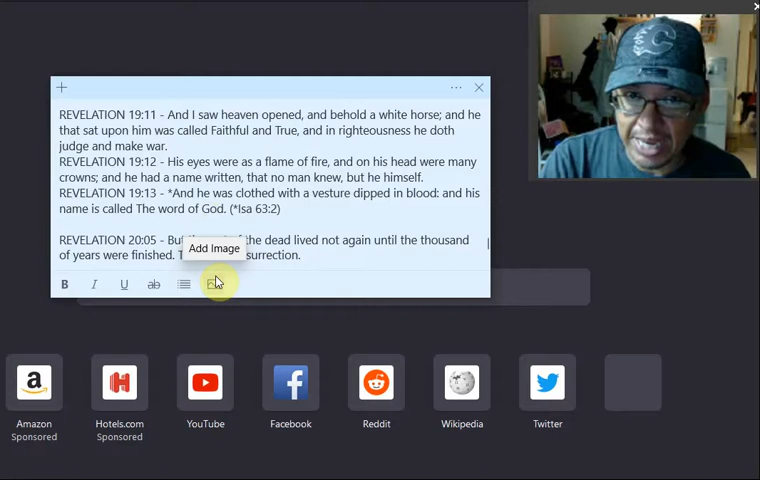 REVELATION 19:11 - And I saw heaven opened, and behold a white horse; and he
that sat upon him was called Faithful and True, and in righteousness he doth
judge and make war.
REVELATION 19:12 - His eyes were as a flame of fire, and on his head were many
crowns; and he had a name written, that no man knew, but he himself.
REVELATION 19:13 - *And he was clothed with a vesture dipped in blood: and his
name is called The word of God. (*Isa 63:2)
REVELATION 20:05 - But the dead lived not again until the thousand
Add Image
of years were finished. surrection.
B I U ab
a
Amazon
Sponsored
H
Hotels.com
Sponsored
YouTube
f
Facebook
Reddit
W
Wikipedia
Twitter